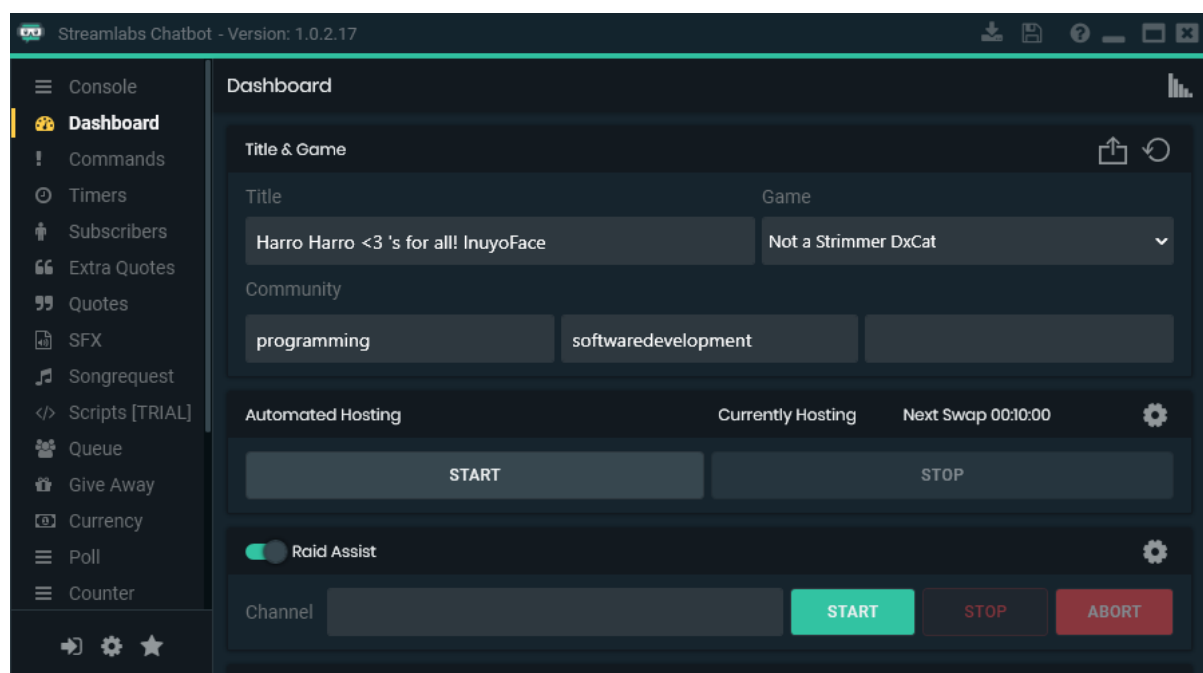 Streamlabs Chatbot - Version: 1.0.2.17
Console
Dashboard
Commands
Timers
Subscribers
Extra Quotes
Quotes
SFX
Songrequest
Scripts [TRIAL]
Queue
Give Away
Currency
Poll
Counter
Dashboard
Title & Game
Title Game
Harro Harro <3 's for all! InuyoFace Not a Strimmer DxCat
Community
programming softwaredevelopment
Automated Hosting Currently Hosting Next Swap 00:10:00
START STOP
Raid Assist
Channel START STOP ABORT